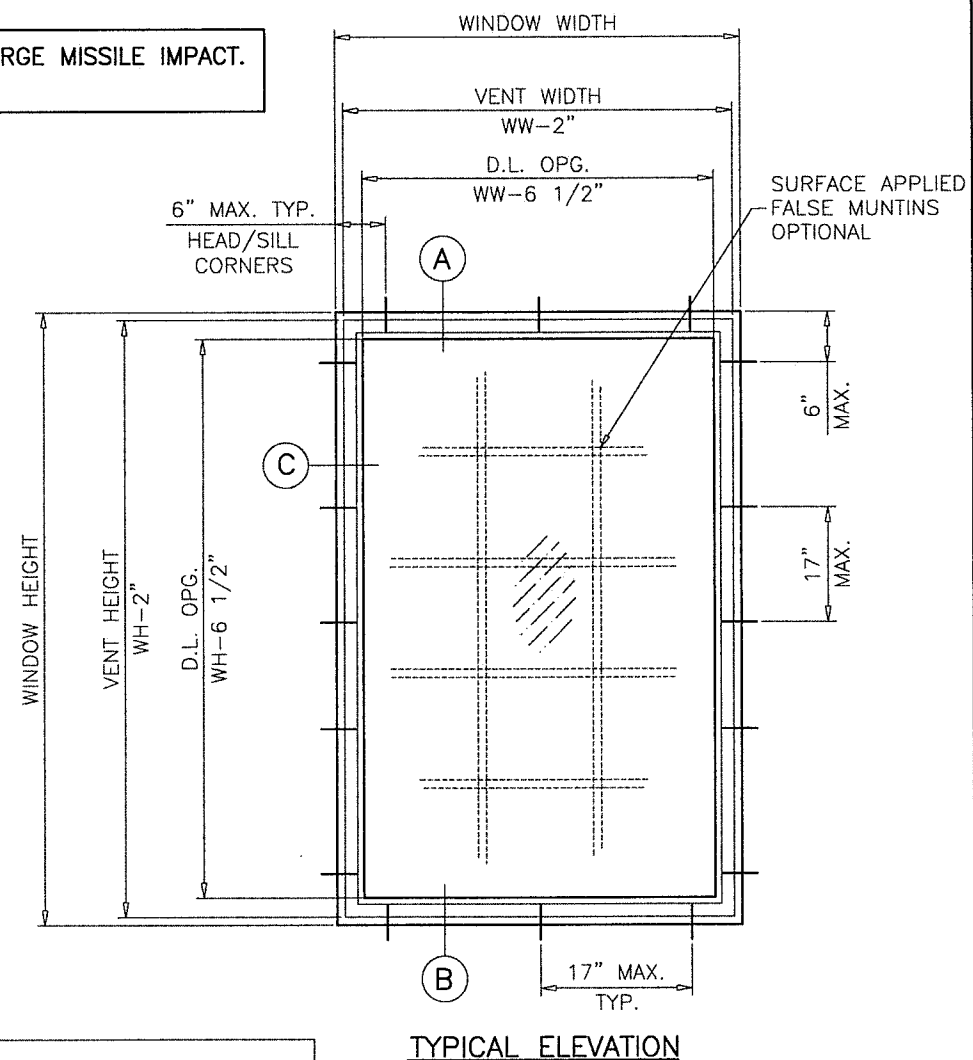 WINDOW WIDTH
RGE MISSILE IMPACT.
VENT WIDTH
WW-2"
D.L. OPG.
WW-6 1/2"
SURFACE APPLIED
FALSE MUNTINS
OPTIONAL
6" MAX. TYP.
HEAD/SILL
CORNERS
A
6"
MAX.
C
17"
MAX.
WINDOW HEIGHT
VENT HEIGHT
WH-2"
D.L. OPG.
WH-6 1/2"
B
17" MAX.
TYP.
TYPICAL ELEVATION